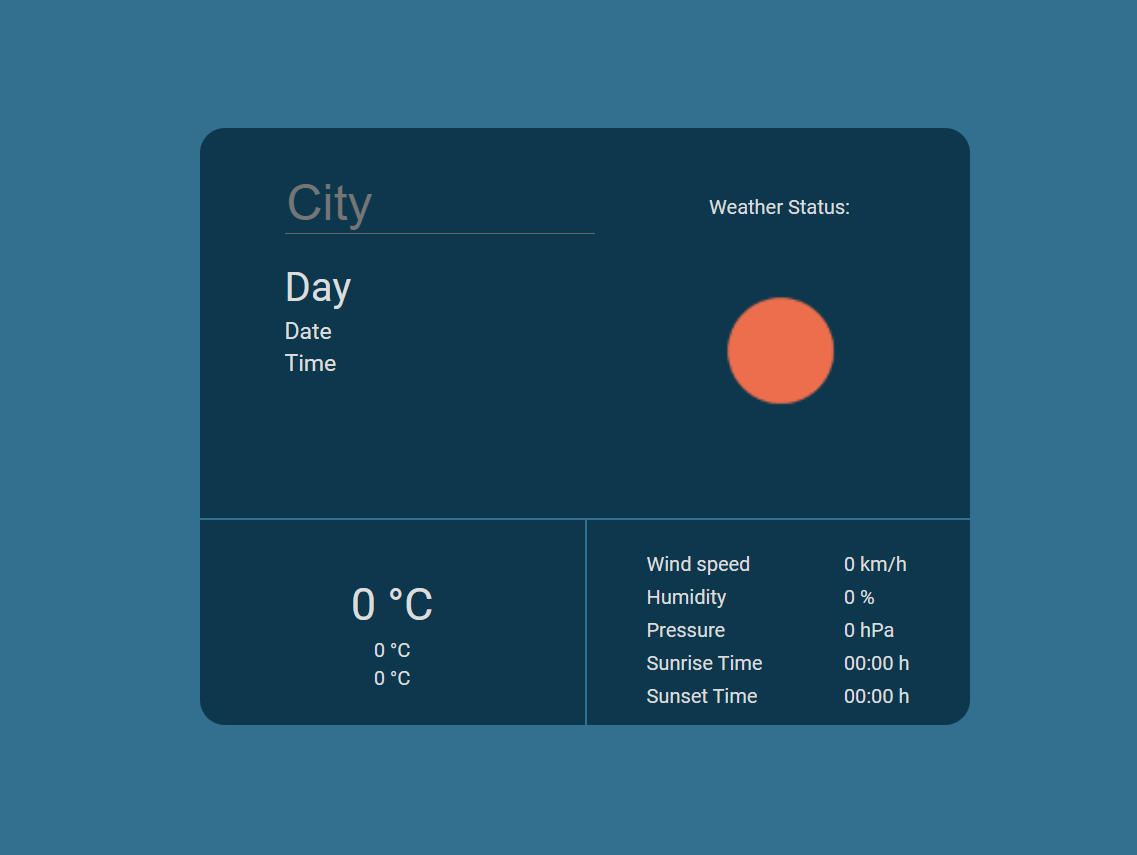 City
Weather Status:
Day
Date
Time
0 °C
0 °C
0 °C
Wind speed 0 km/h
Humidity 0 %
Pressure 0 hPa
Sunrise Time 00:00 h
Sunset Time 00:00 h